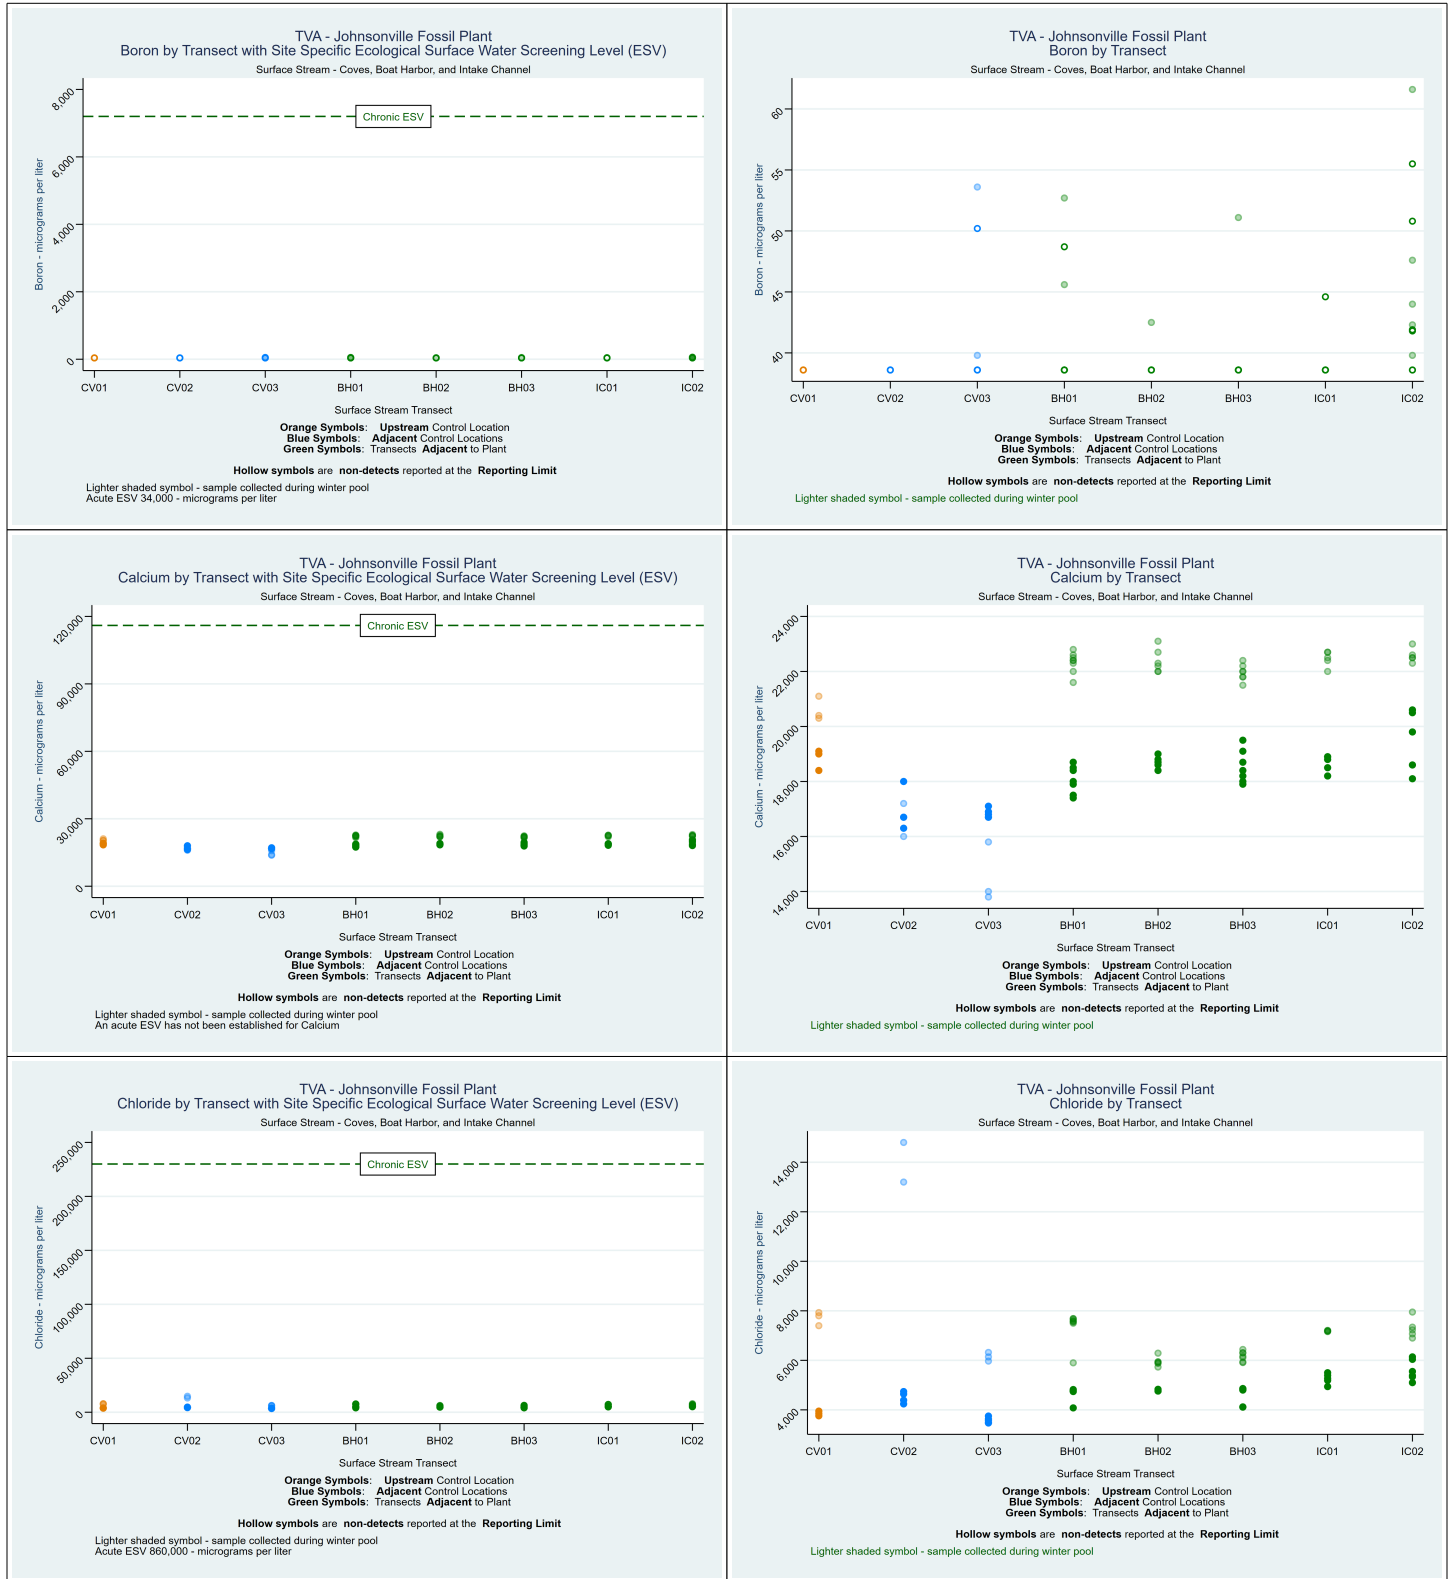 TVA - Johnsonville Fossil Plant
Boron by Transect with Site Specific Ecological Surface Water Screening Level (ESV)
Surface Stream - Coves, Boat Harbor, and Intake Channel
Boron - micrograms per liter
8,000
6,000
4,000
2,000
0
Chronic ESV
CV01 CV02 CV03 BH01 BH02 BH03 IC01 IC02
Surface Stream Transect
Orange Symbols: Upstream Control Location
Blue Symbols: Adjacent Control Locations
Green Symbols: Transects Adjacent to Plant
Hollow symbols are non-detects reported at the Reporting Limit
Lighter shaded symbol - sample collected during winter pool
Acute ESV 34,000 - micrograms per liter
TVA - Johnsonville Fossil Plant
Boron by Transect
Surface Stream - Coves, Boat Harbor, and Intake Channel
Boron - micrograms per liter
60
55
50
45
40
CV01 CV02 CV03 BH01 BH02 BH03 IC01 IC02
Surface Stream Transect
Orange Symbols: Upstream Control Location
Blue Symbols: Adjacent Control Locations
Green Symbols: Transects Adjacent to Plant
Hollow symbols are non-detects reported at the Reporting Limit
Lighter shaded symbol - sample collected during winter pool
TVA - Johnsonville Fossil Plant
Calcium by Transect with Site Specific Ecological Surface Water Screening Level (ESV)
Surface Stream - Coves, Boat Harbor, and Intake Channel
Calcium - micrograms per liter
120,000
90,000
60,000
30,000
0
Chronic ESV
CV01 CV02 CV03 BH01 BH02 BH03 IC01 IC02
Surface Stream Transect
Orange Symbols: Upstream Control Location
Blue Symbols: Adjacent Control Locations
Green Symbols: Transects Adjacent to Plant
Hollow symbols are non-detects reported at the Reporting Limit
Lighter shaded symbol - sample collected during winter pool
An acute ESV has not been established for Calcium
TVA - Johnsonville Fossil Plant
Calcium by Transect
Surface Stream - Coves, Boat Harbor, and Intake Channel
Calcium - micrograms per liter
24,000
22,000
20,000
18,000
16,000
14,000
CV01 CV02 CV03 BH01 BH02 BH03 IC01 IC02
Surface Stream Transect
Orange Symbols: Upstream Control Location
Blue Symbols: Adjacent Control Locations
Green Symbols: Transects Adjacent to Plant
Hollow symbols are non-detects reported at the Reporting Limit
Lighter shaded symbol - sample collected during winter pool
TVA - Johnsonville Fossil Plant
Chloride by Transect with Site Specific Ecological Surface Water Screening Level (ESV)
Surface Stream - Coves, Boat Harbor, and Intake Channel
Chloride - micrograms per liter
250,000
200,000
150,000
100,000
50,000
0
Chronic ESV
CV01 CV02 CV03 BH01 BH02 BH03 IC01 IC02
Surface Stream Transect
Orange Symbols: Upstream Control Location
Blue Symbols: Adjacent Control Locations
Green Symbols: Transects Adjacent to Plant
Hollow symbols are non-detects reported at the Reporting Limit
Lighter shaded symbol - sample collected during winter pool
Acute ESV 860,000 - micrograms per liter
TVA - Johnsonville Fossil Plant
Chloride by Transect
Surface Stream - Coves, Boat Harbor, and Intake Channel
Chloride - micrograms per liter
14,000
12,000
10,000
8,000
6,000
4,000
CV01 CV02 CV03 BH01 BH02 BH03 IC01 IC02
Surface Stream Transect
Orange Symbols: Upstream Control Location
Blue Symbols: Adjacent Control Locations
Green Symbols: Transects Adjacent to Plant
Hollow symbols are non-detects reported at the Reporting Limit
Lighter shaded symbol - sample collected during winter pool